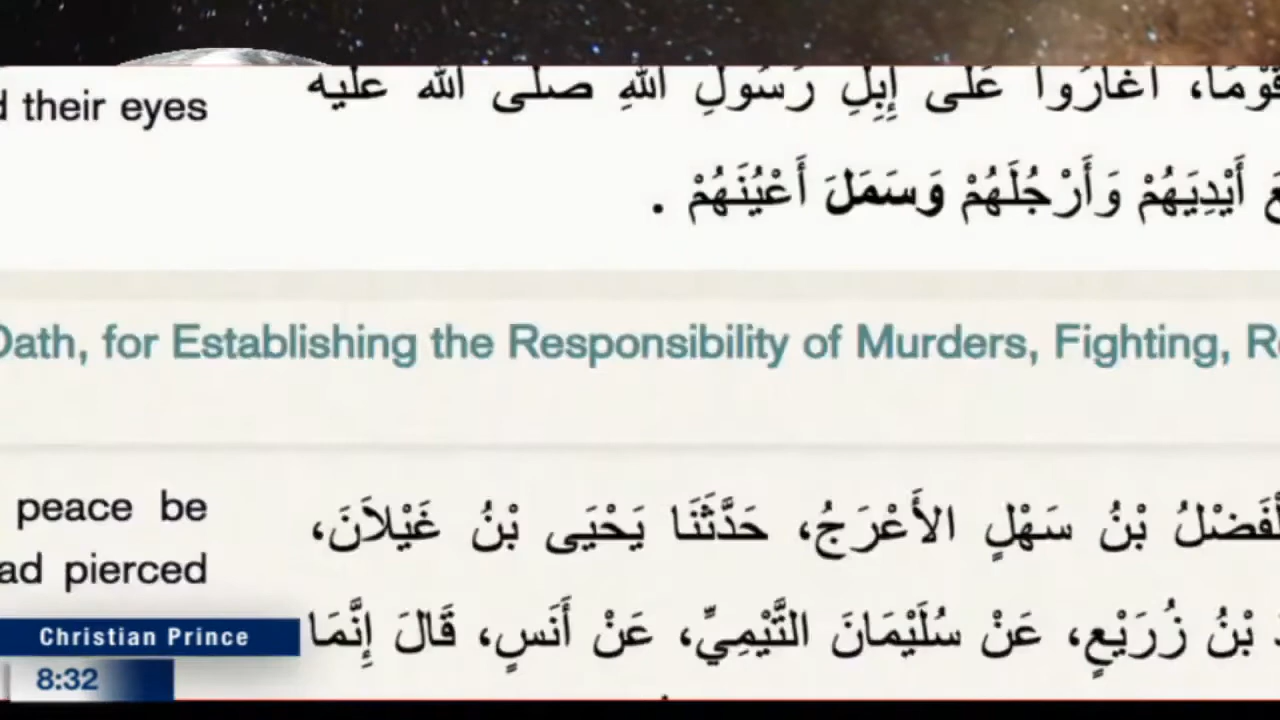 their eyes
قَوْمًا، أَغَارُوا عَلَى إِبِلِ رَسُولِ اللَّهِ صلى الله عليه
أَيْدِيَهُمْ وَأَرْجُلَهُمْ وَسَمَلَ أَعْيُنَهُمْ .
Oath, for Establishing the Responsibility of Murders, Fighting,
peace be
الْفَضْلُ بْنُ سَهْلٍ الأَعْرَجُ، حَدَّثَنَا يَحْيَى بْنُ غَيْلاَنَ،
pierced
بْنُ زُرَيْعٍ، عَنْ سُلَيْمَانَ التَّيْمِيِّ، عَنْ أَنَسٍ، قَالَ إِنَّمَا
Christian Prince
8:32